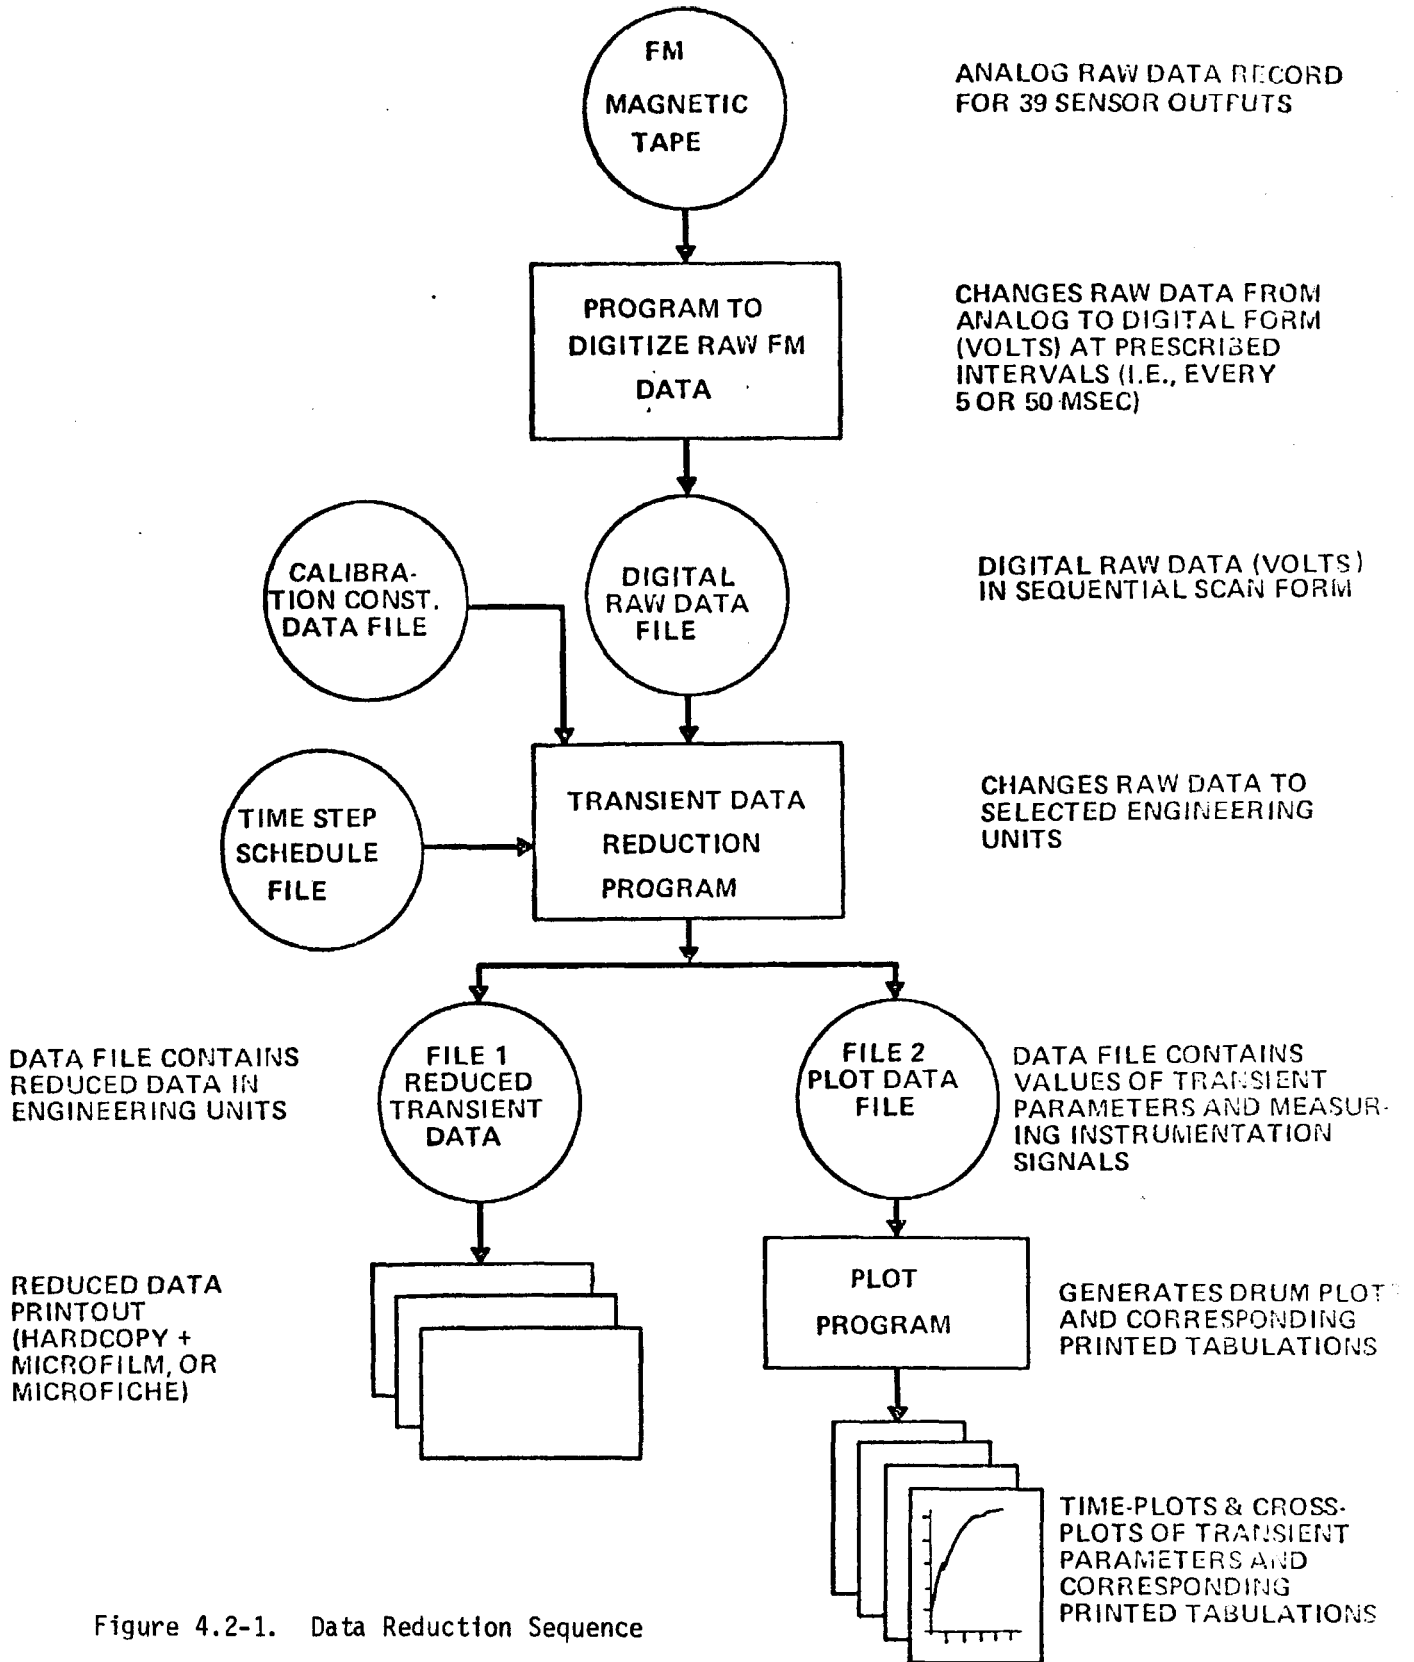 FM
MAGNETIC
TAPE
ANALOG RAW DATA RECORD
FOR 39 SENSOR OUTPUTS
PROGRAM TO
DIGITIZE RAW FM
DATA
CHANGES RAW DATA FROM
ANALOG TO DIGITAL FORM
(VOLTS) AT PRESCRIBED
INTERVALS (I.E., EVERY
5 OR 50 MSEC)
CALIBRA-
TION CONST.
DATA FILE
DIGITAL
RAW DATA
FILE
DIGITAL RAW DATA (VOLTS)
IN SEQUENTIAL SCAN FORM
TIME STEP
SCHEDULE
FILE
TRANSIENT DATA
REDUCTION
PROGRAM
CHANGES RAW DATA TO
SELECTED ENGINEERING
UNITS
DATA FILE CONTAINS
REDUCED DATA IN
ENGINEERING UNITS
FILE 1
REDUCED
TRANSIENT
DATA
FILE 2
PLOT DATA
FILE
DATA FILE CONTAINS
VALUES OF TRANSIENT
PARAMETERS AND MEASUR-
ING INSTRUMENTATION
SIGNALS
REDUCED DATA
PRINTOUT
(HARDCOPY +
MICROFILM, OR
MICROFICHE)
PLOT
PROGRAM
GENERATES DRUM PLOT
AND CORRESPONDING
PRINTED TABULATIONS
TIME-PLOTS & CROSS-
PLOTS OF TRANSIENT
PARAMETERS AND
CORRESPONDING
PRINTED TABULATIONS
Figure 4.2-1. Data Reduction Sequence